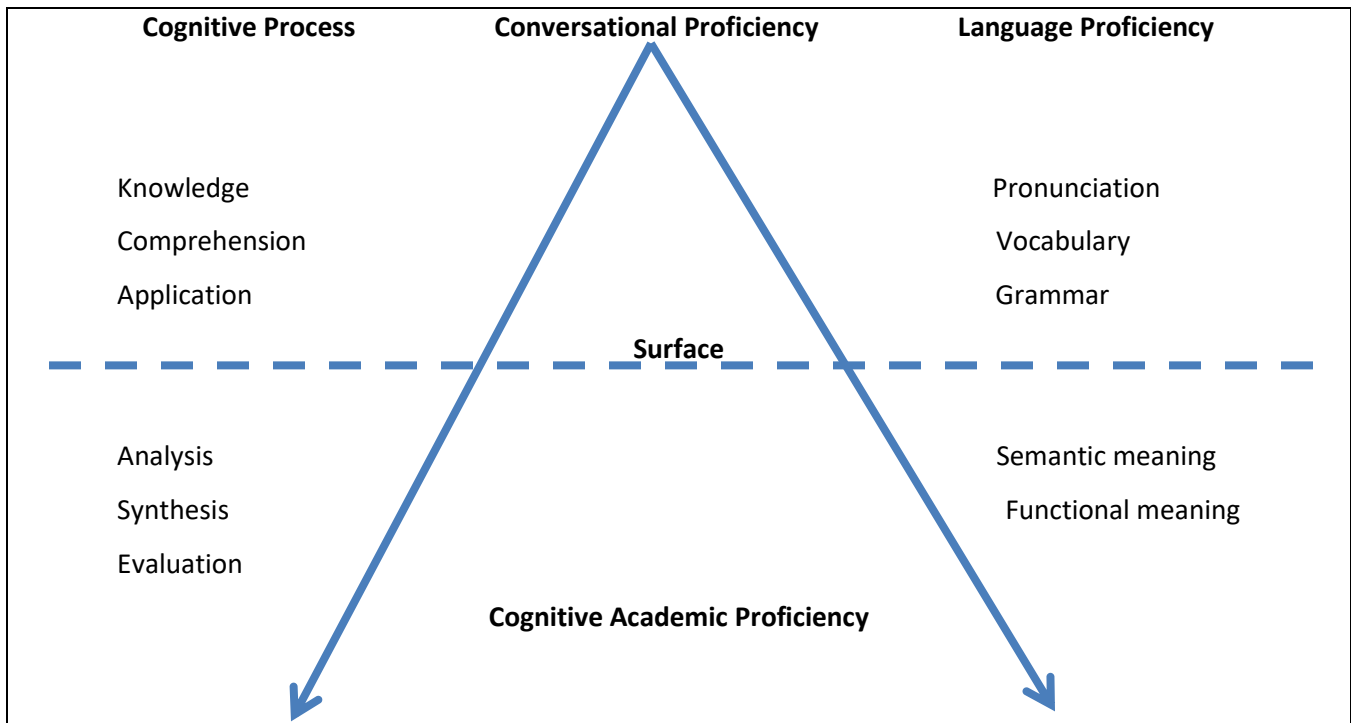 Cognitive Process Conversational Proficiency Language Proficiency
Knowledge Pronunciation
Comprehension Vocabulary
Application Grammar
Surface
Analysis Semantic meaning
Synthesis Functional meaning
Evaluation
Cognitive Academic Proficiency